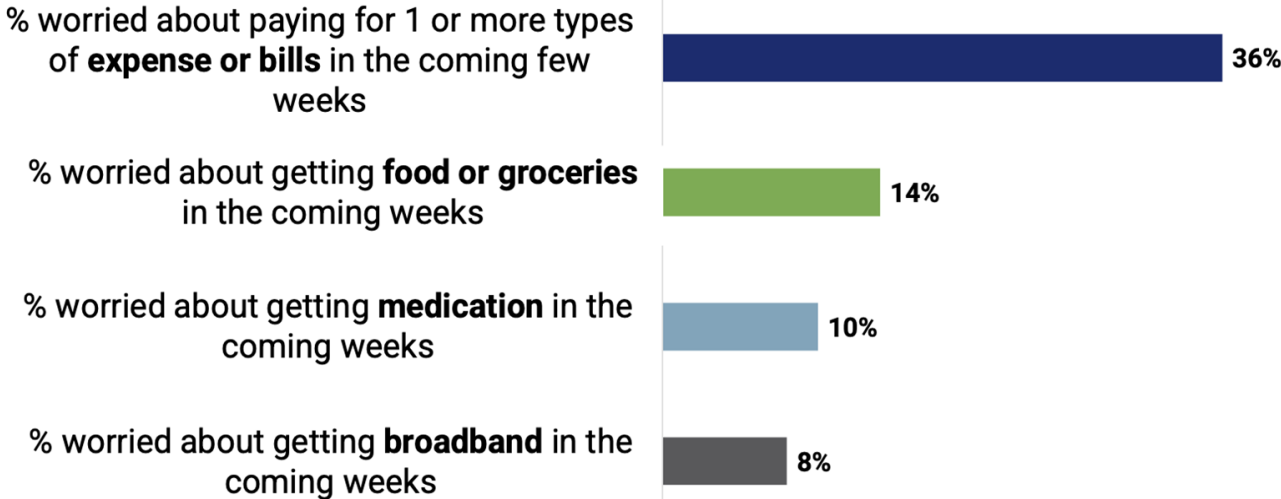 % worried about paying for 1 or more types
of expense or bills in the coming few
weeks
36%
% worried about getting food or groceries
in the coming weeks
14%
% worried about getting medication in the
coming weeks
10%
% worried about getting broadband in the
coming weeks
8%